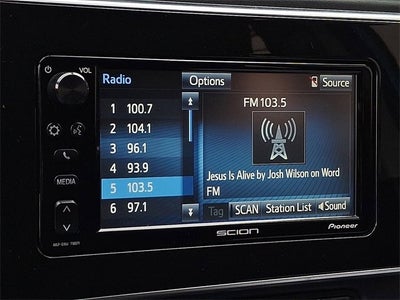 VOL
Radio
Options
Source
1 100.7
2 104.1
3 96.1
4 93.9
5 103.5
6 97.1
FM 103.5
Jesus Is Alive by Josh Wilson on Word
FM
Tag
SCAN
Station List
Sound
MEDIA
SCION
Pioneer